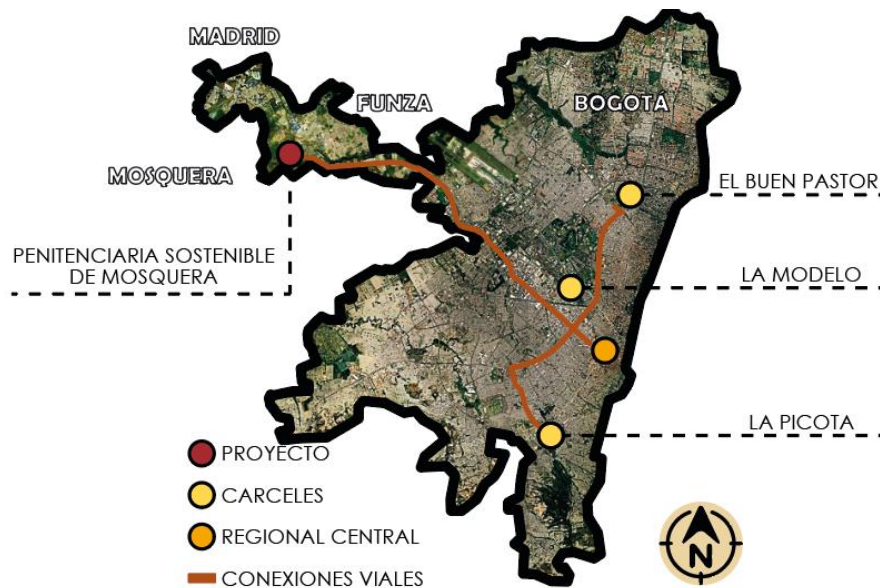 MADRID
FUNZA
BOGOTÁ
MOSQUERA
EL BUEN PASTOR
PENITENCIARIA SOSTENIBLE
DE MOSQUERA
LA MODELO
LA PICOTA
PROYECTO
CARCELES
REGIONAL CENTRAL
CONEXIONES VIALES
N